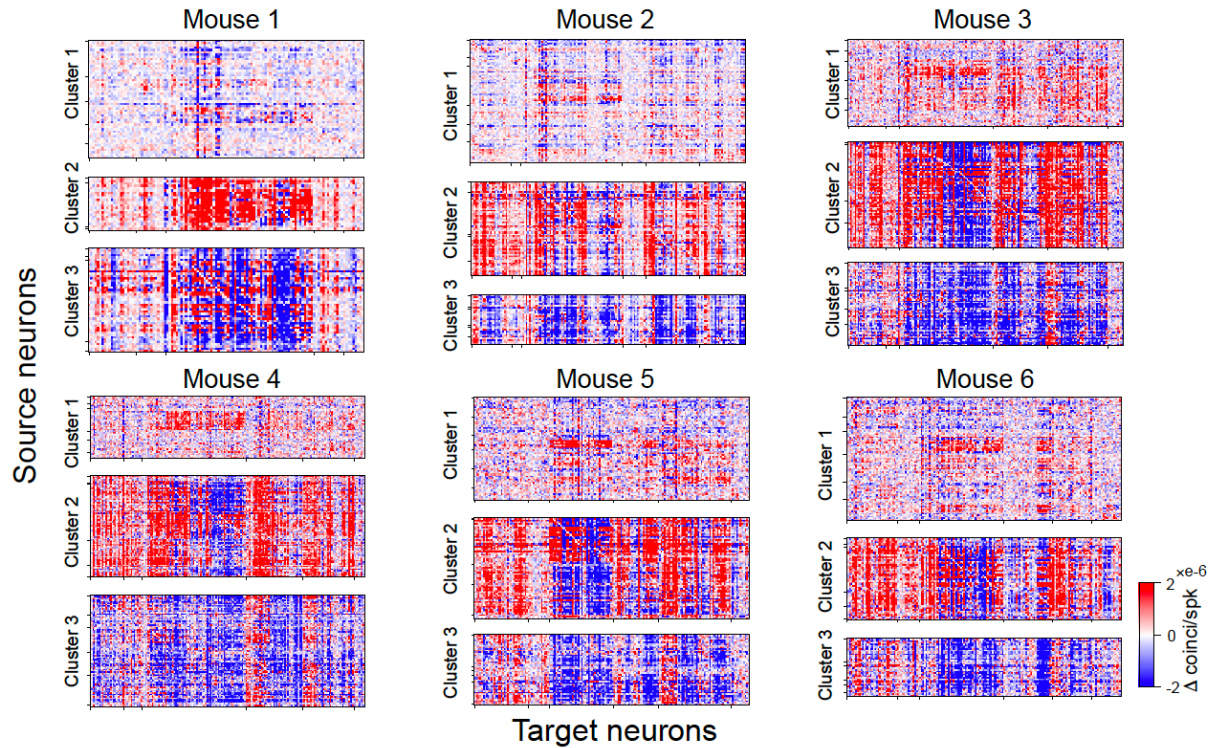 Mouse 1
Mouse 2
Mouse 3
Cluster 1
Cluster 2
Cluster 3
Cluster 1
Cluster 2
Cluster 3
Cluster 1
Cluster 2
Cluster 3
Source neurons
Mouse 4
Mouse 5
Mouse 6
Cluster 1
Cluster 2
Cluster 3
Cluster 1
Cluster 2
Cluster 3
Cluster 1
Cluster 2
Cluster 3
×e-6
2
0
-2
Δ coinci/spk
Target neurons